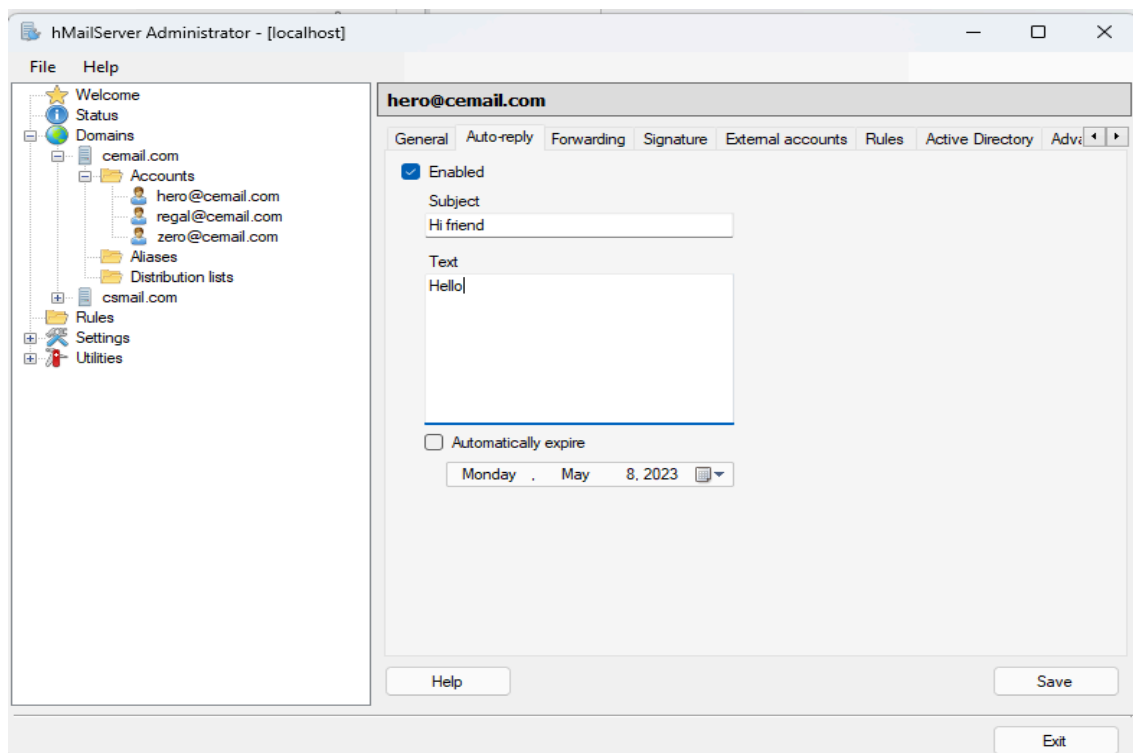 hMailServer Administrator - [localhost]
File Help
Welcome
Status
Domains
cemail.com
Accounts
hero@cemail.com
regal@cemail.com
zero@cemail.com
Aliases
Distribution lists
csmail.com
Rules
Settings
Utilities
hero@cemail.com
General Auto-reply Forwarding Signature External accounts Rules Active Directory Adva
Enabled
Subject
Hi friend
Text
Hello
Automatically expire
Monday , May 8, 2023
Help Save
Exit